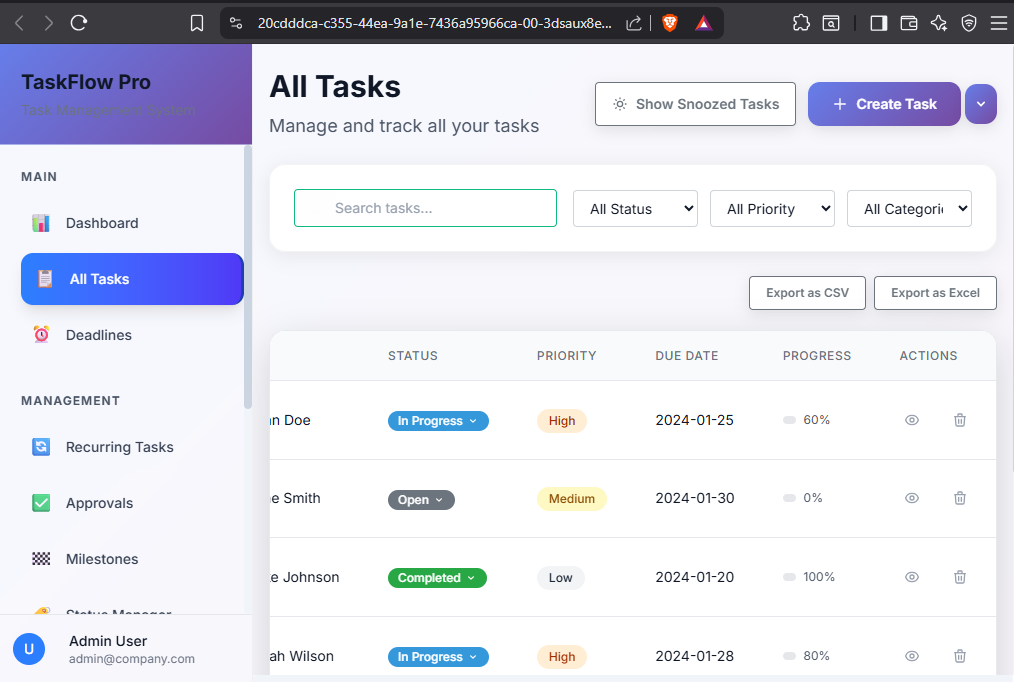 20cdddca-c355-44ea-9a1e-7436a95966ca-00-3dsaux8e...
TaskFlow Pro
Task Management System
MAIN
Dashboard
All Tasks
Deadlines
MANAGEMENT
Recurring Tasks
Approvals
Milestones
Status Manager
U
Admin User
admin@company.com
All Tasks
Manage and track all your tasks
Show Snoozed Tasks
+ Create Task
Search tasks...
All Status
All Priority
All Categori
Export as CSV
Export as Excel
STATUS PRIORITY DUE DATE PROGRESS ACTIONS
n Doe In Progress High 2024-01-25 60%
e Smith Open Medium 2024-01-30 0%
e Johnson Completed Low 2024-01-20 100%
ah Wilson In Progress High 2024-01-28 80%